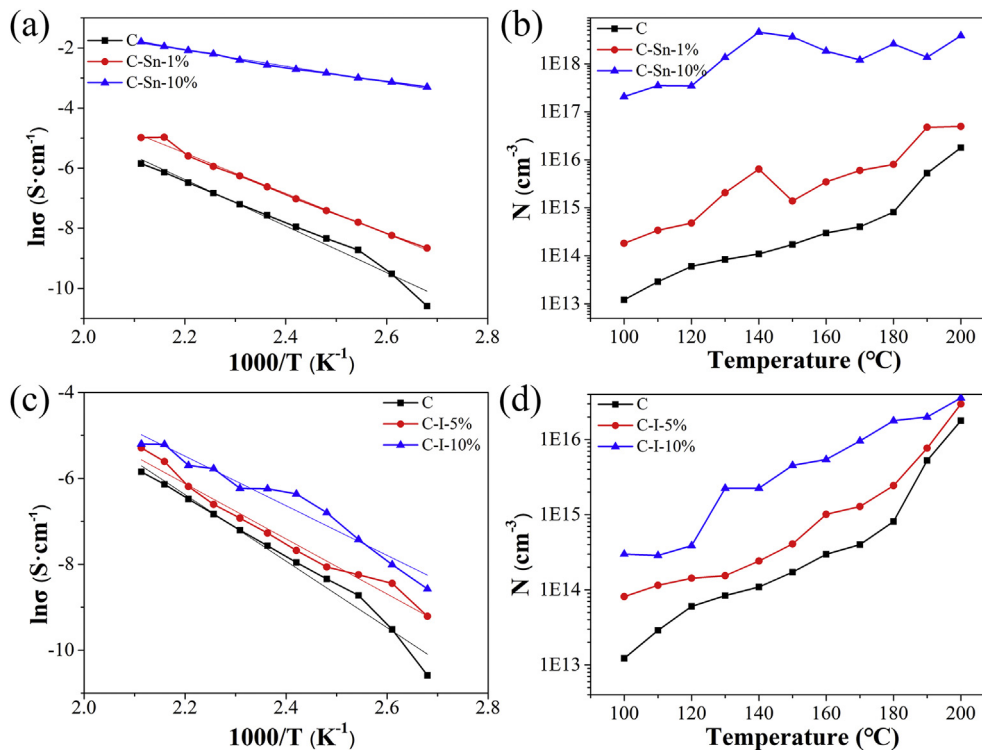 (a)
C
C-Sn-1%
C-Sn-10%
-2
-4
-6
-8
-10
lnσ (S·cm⁻¹)
2.0 2.2 2.4 2.6 2.8
1000/T (K⁻¹)
(b)
C
C-Sn-1%
C-Sn-10%
1E18
1E17
1E16
1E15
1E14
1E13
N (cm⁻³)
100 120 140 160 180 200
Temperature (°C)
(c)
C
C-I-5%
C-I-10%
-4
-6
-8
-10
lnσ (S·cm⁻¹)
2.0 2.2 2.4 2.6 2.8
1000/T (K⁻¹)
(d)
C
C-I-5%
C-I-10%
1E16
1E15
1E14
1E13
N (cm⁻³)
100 120 140 160 180 200
Temperature (°C)